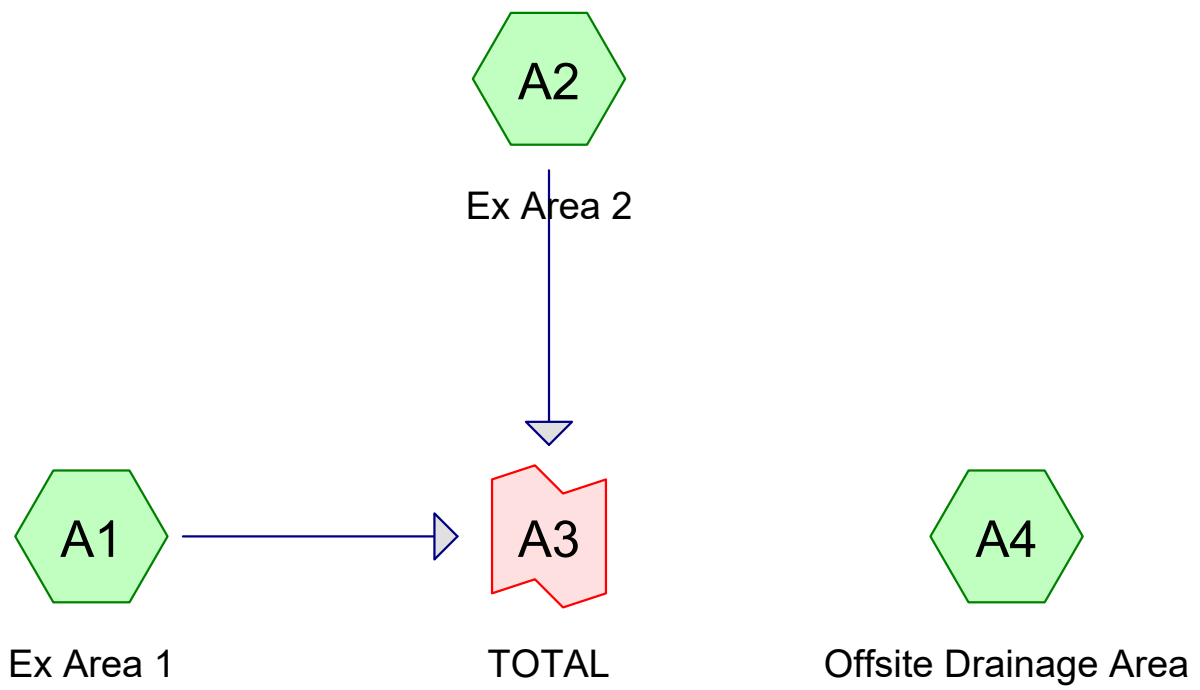 A2
Ex Area 2
A1
A3
A4
Ex Area 1
TOTAL
Offsite Drainage Area